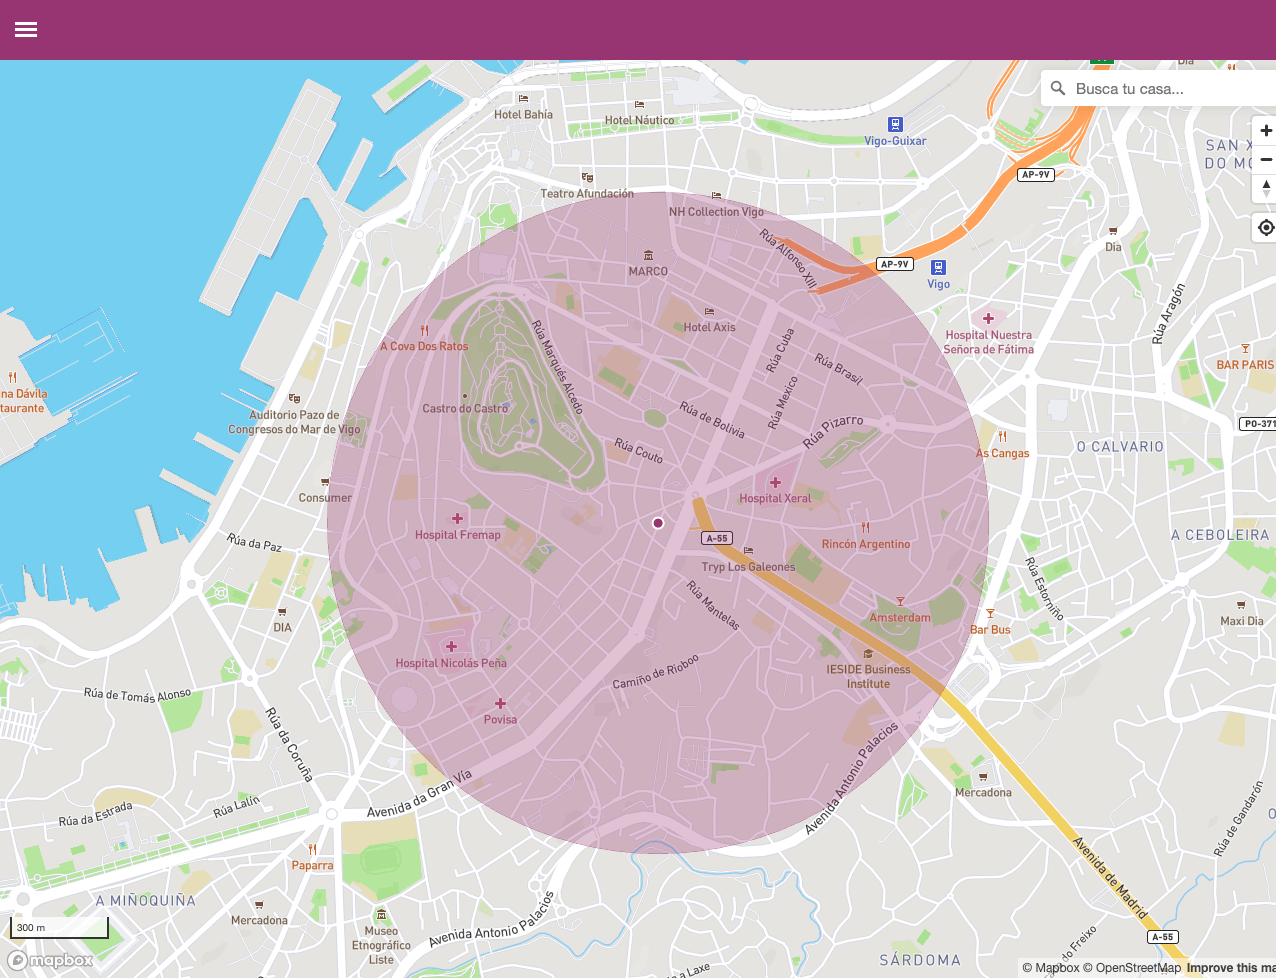 Dia
Busca tu casa...
Hotel Bahía
Hotel Náutico
Vigo-Guixar
SAN X
DO MO
AP-9V
Teatro Afundación
NH Collection Vigo
Rúa Alfonso XIII
Día
MARCO
AP-9V
Vigo
Rúa Aragón
Hotel Axis
Hospital Nuestra
Señora de Fátima
A Cova Dos Ratos
Rúa Marqués Alcedo
Rúa Cuba
Rúa Brasil
BAR PARIS
na Dávila
taurante
Castro do Castro
Rúa Mexico
Auditorio Pazo de
Congresos do Mar de Vigo
Rúa de Bolivia
Rúa Pizarro
PO-371
O CALVARIO
As Cangas
Rúa Couto
Consumer
Hospital Xeral
Hospital Fremap
A-55
Rincón Argentino
A CEBOLEIRA
Rúa da Paz
Tryp Los Galeones
Rúa Estorniño
Rúa Mantelas
DIA
Amsterdam
Bar Bus
Maxi Dia
Hospital Nicolás Peña
Camiño de Rioboo
IESIDE Business
Institute
Rúa de Tomás Alonso
Povisa
Rúa da Coruña
Avenida Antonio Palacios
Avenida da Gran Vía
Mercadona
Rúa da Estrada
Rúa Lalín
Rúa de Gandarón
Paparra
Avenida de Madrid
A MIÑOQUIÑA
Mercadona
300 m
Museo
Etnográfico
Liste
Avenida Antonio Palacios
A-55
do Freixo
SÁRDOMA
mapbox
a Laxe
© Mapbox © OpenStreetMap Improve this ma